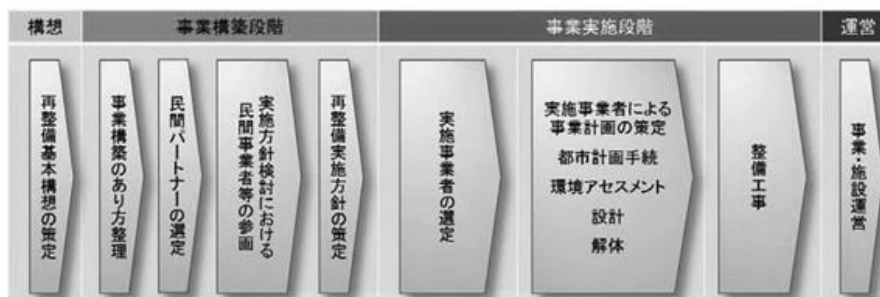 構想
事業構築段階
事業実施段階
運営
再整備基本構想の策定
事業構築のあり方整理
民間パートナーの選定
実施方針検討における
民間事業者等の参画
再整備実施方針の策定
実施事業者の選定
実施事業者による
事業計画の策定
都市計画手続
環境アセスメント
設計
解体
整備工事
事業・施設運営